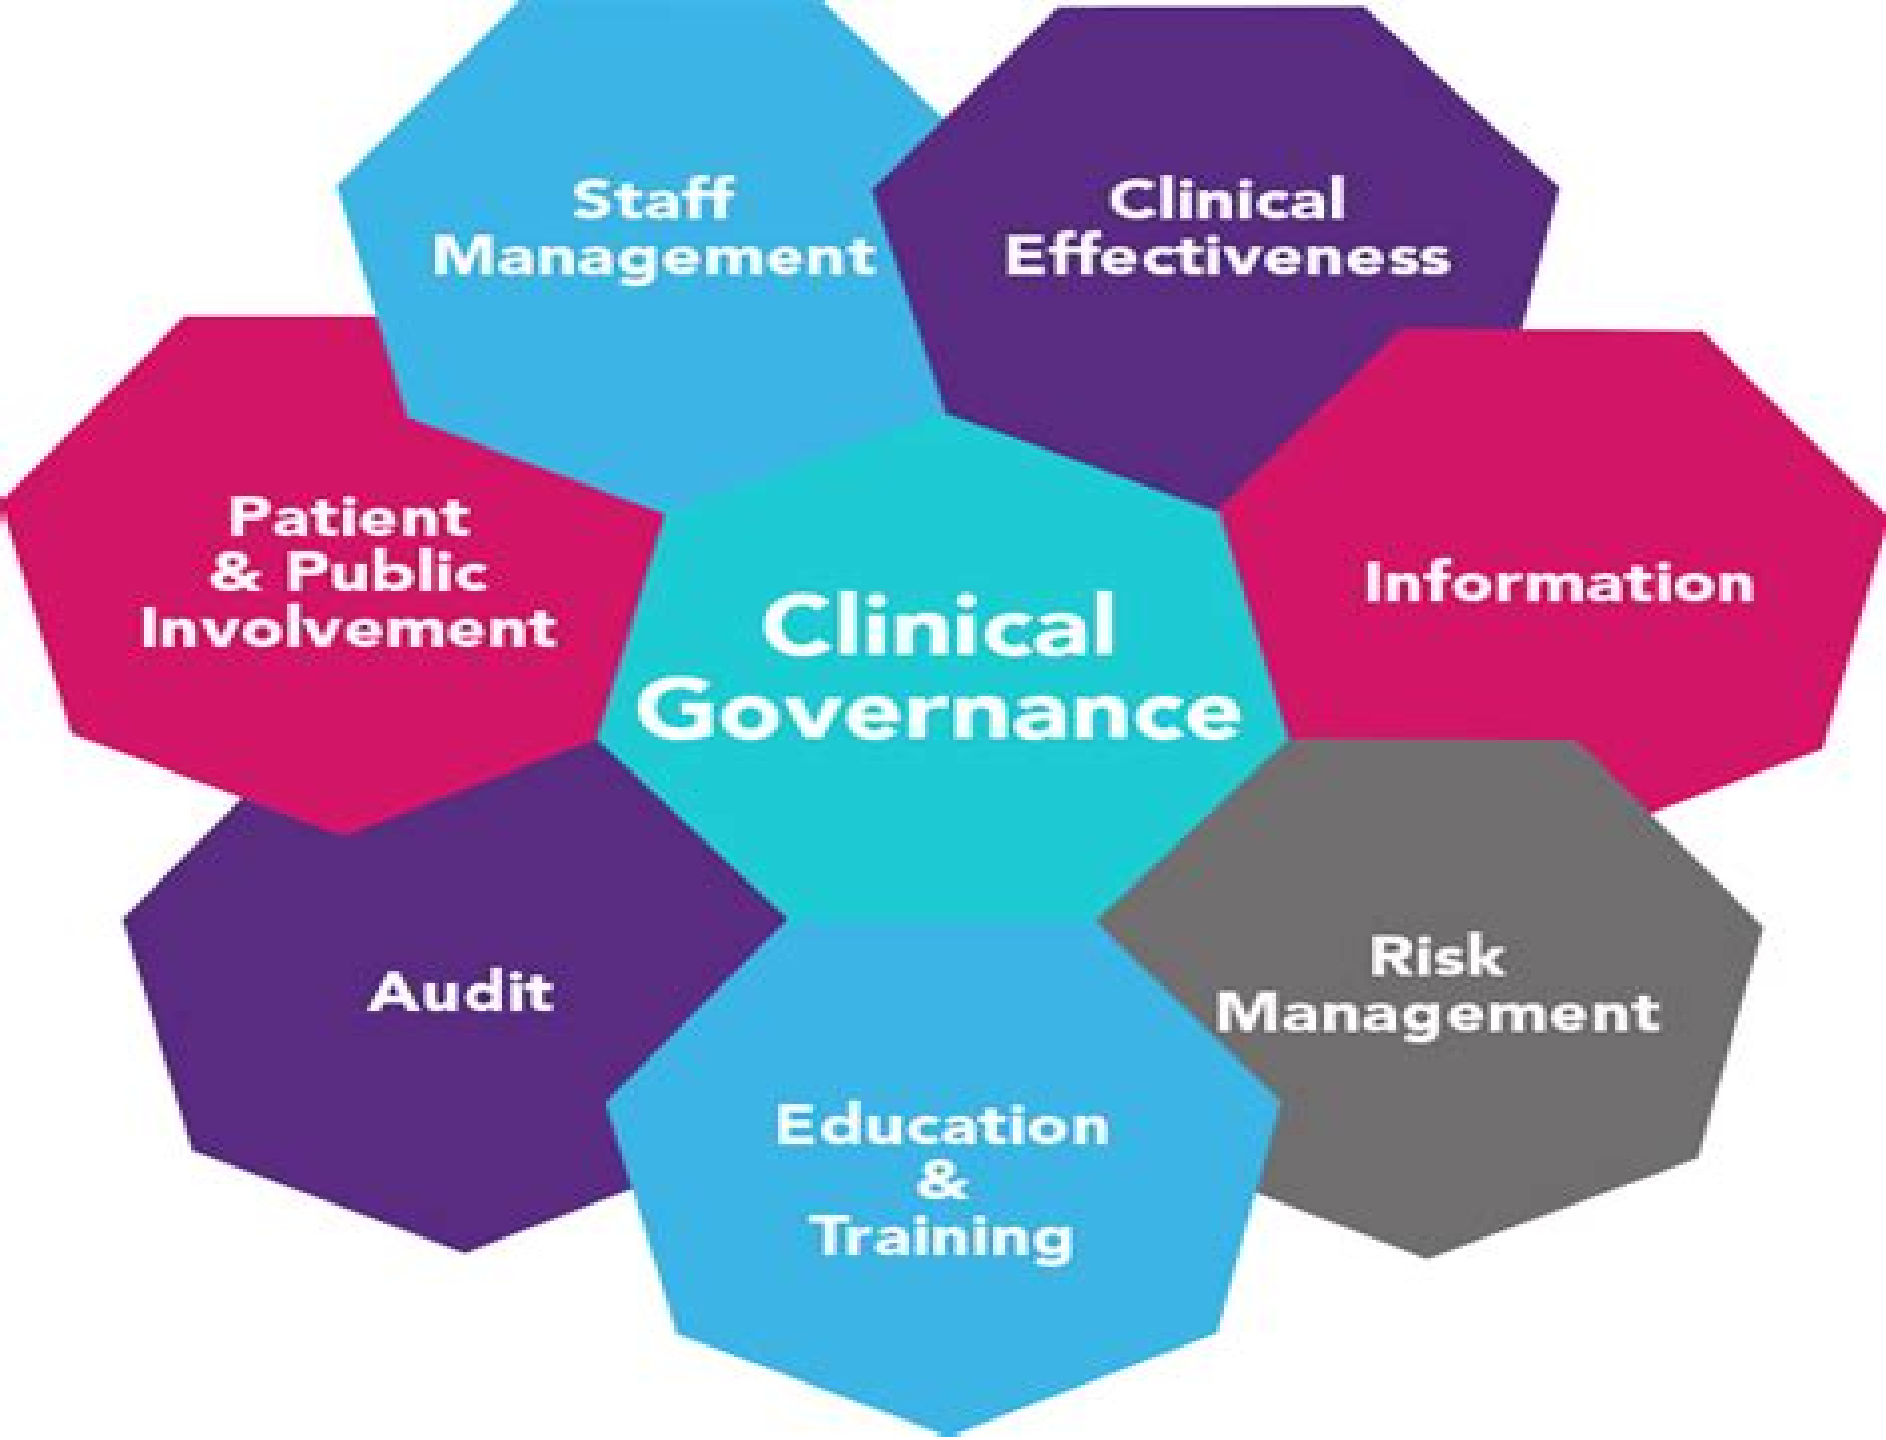 Staff
Management
Clinical
Effectiveness
Patient
& Public
Involvement
Information
Clinical
Governance
Audit
Risk
Management
Education
&
Training